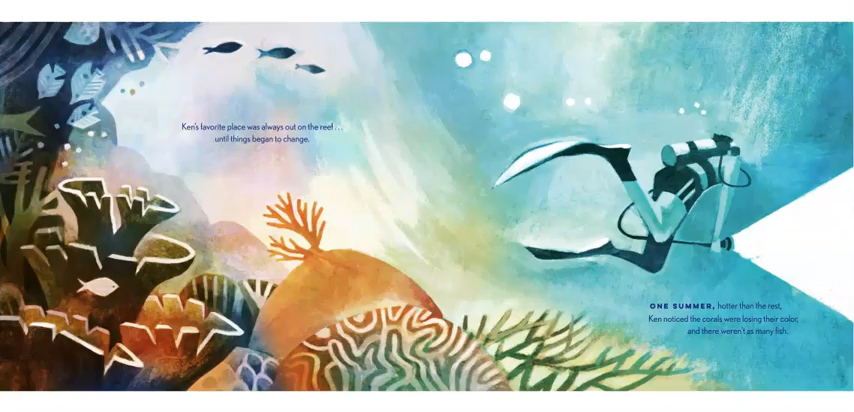 Ken's favorite place was always out on the reef . . .
until things began to change.
ONE SUMMER, hotter than the rest,
Ken noticed the corals were losing their color,
and there weren't as many fish.